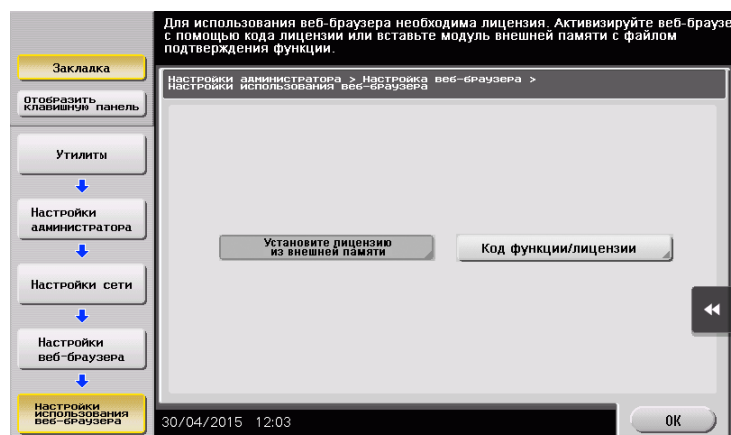 Для использования веб-браузера необходима лицензия. Активизируйте веб-браузе
с помощью кода лицензии или вставьте модуль внешней памяти с файлом
подтверждения функции.
Закладка
Настройки администратора > Настройка веб-браузера >
Настройки использования веб-браузера
Отобразить
клавишную панель
Утилиты
Настройки
администратора
Установите лицензию
из внешней памяти
Код функции/лицензии
Настройки сети
Настройки
веб-браузера
Настройки
использования
веб-браузера
30/04/2015 12:03
ОК